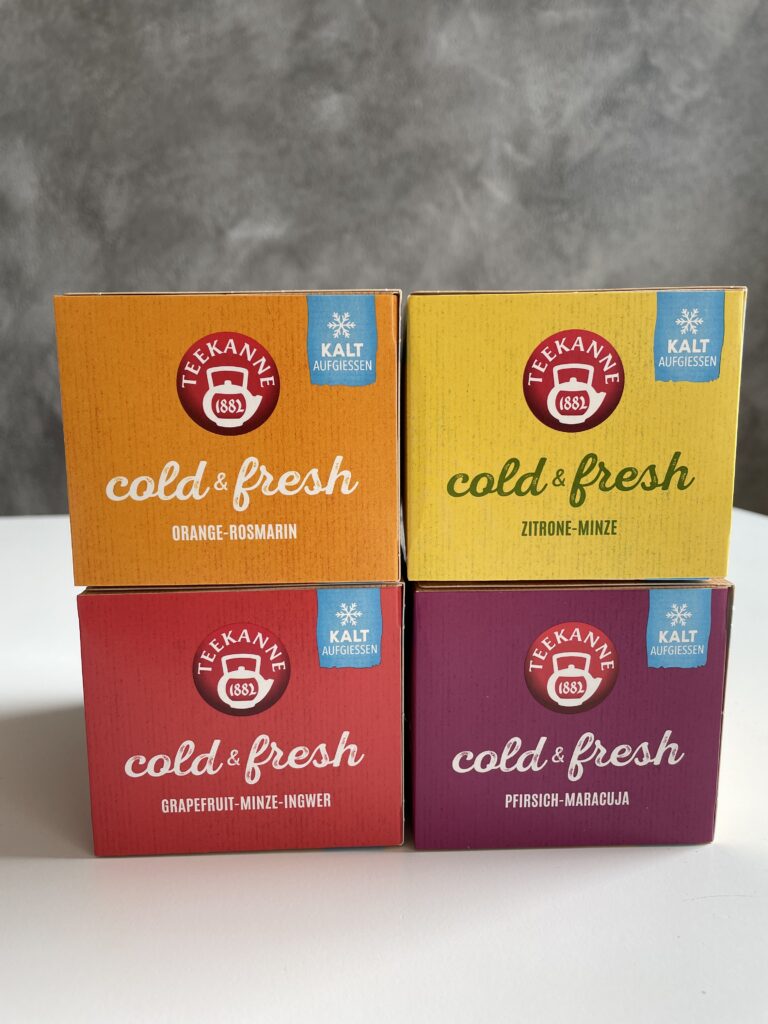 KALT
AUFGIESSEN
TEEKANNE
1882
cold & fresh
ORANGE-ROSMARIN
KALT
AUFGIESSEN
TEEKANNE
1882
cold & fresh
ZITRONE-MINZE
KALT
AUFGIESSEN
TEEKANNE
1882
cold & fresh
GRAPEFRUIT-MINZE-INGWER
KALT
AUFGIESSEN
TEEKANNE
1882
cold & fresh
PFIRSICH-MARACUJA